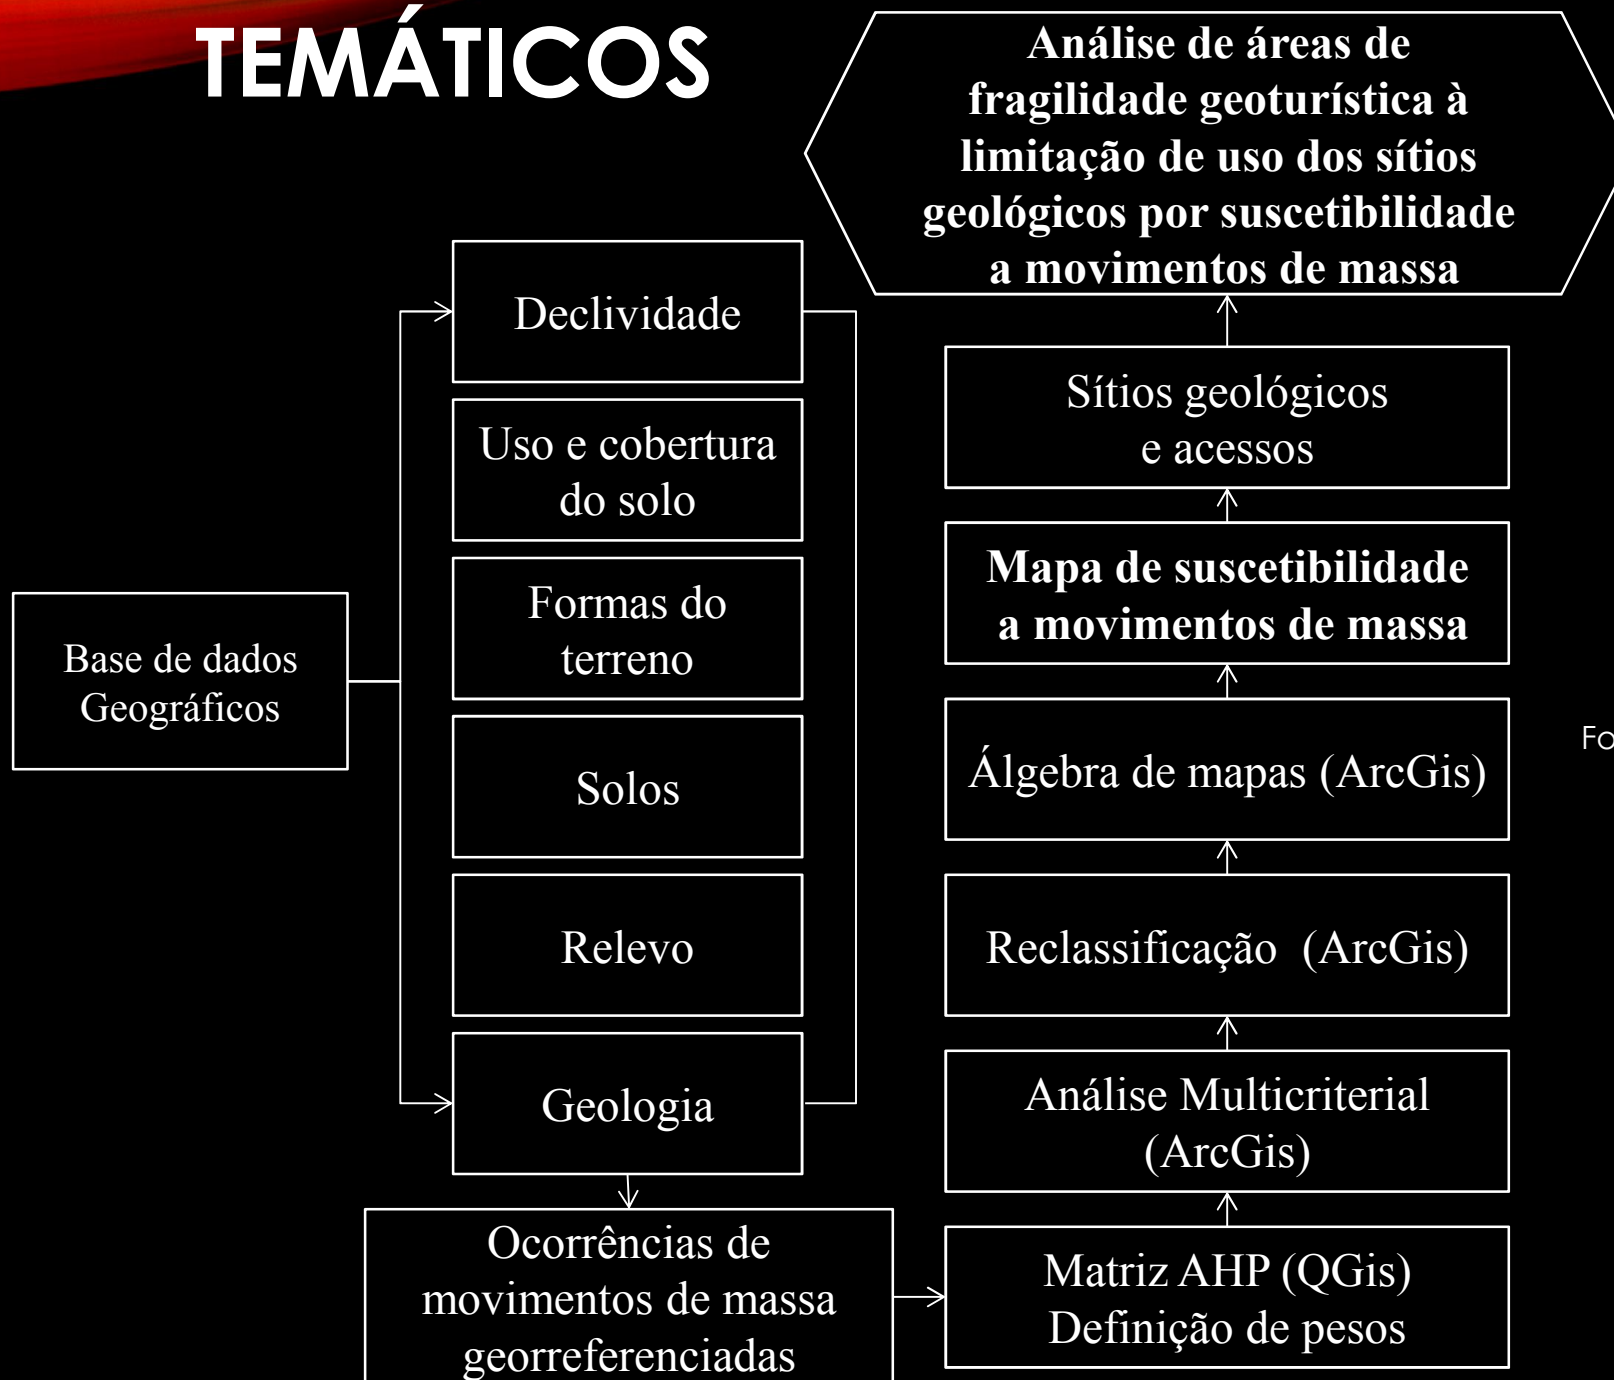 TEMÁTICOS
Análise de áreas de
fragilidade geoturística à
limitação de uso dos sítios
geológicos por suscetibilidade
a movimentos de massa
Base de dados
Geográficos
Declividade
Uso e cobertura
do solo
Formas do
terreno
Solos
Relevo
Geologia
Ocorrências de
movimentos de massa
georreferenciadas
Sítios geológicos
e acessos
Mapa de suscetibilidade
a movimentos de massa
Álgebra de mapas (ArcGis)
Reclassificação (ArcGis)
Análise Multicriterial
(ArcGis)
Matriz AHP (QGis)
Definição de pesos